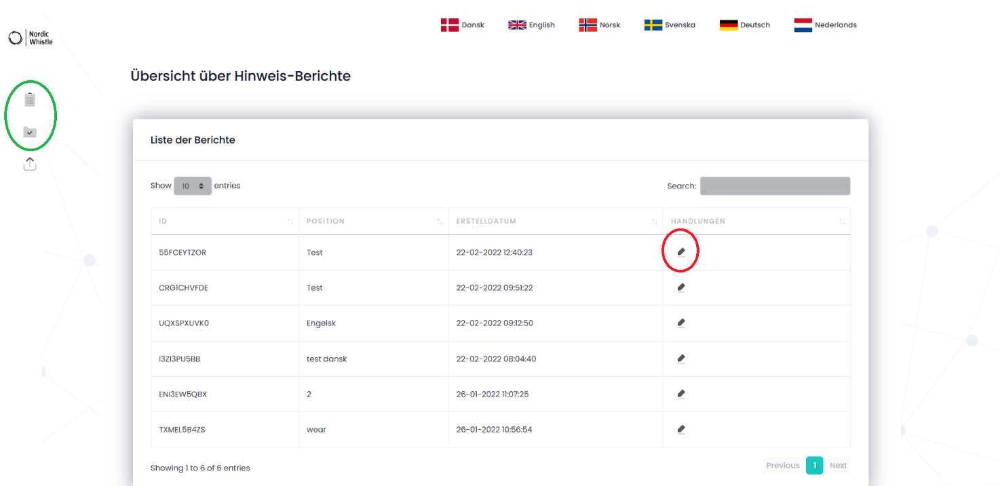 Dansk English Norsk Svenska Deutsch Nederlands
Nordic
Whistle
Übersicht über Hinweis-Berichte
Liste der Berichte
Show 10 entries Search:
ID POSITION ERSTELLDATUM HANDLUNGEN
55FCEYTZOR Test 22-02-2022 12:40:23
CRG1CHVFDE Test 22-02-2022 09:51:22
UQXSPXUVK0 Engelsk 22-02-2022 09:12:50
I3ZI3PU5BB test dansk 22-02-2022 08:04:40
ENI3EW5QBX 2 26-01-2022 11:07:25
TXMEL5B4ZS wear 26-01-2022 10:56:54
Showing 1 to 6 of 6 entries Previous 1 Next